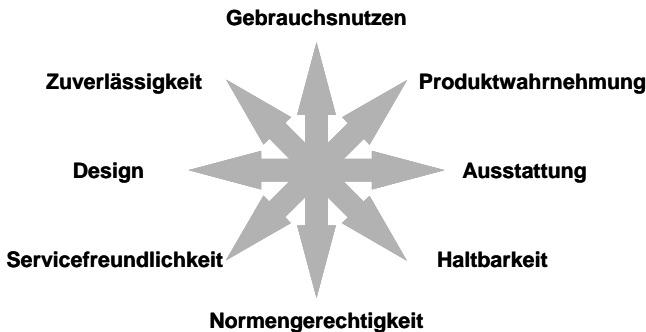 Gebrauchsnutzen
Zuverlässigkeit
Produktwahrnehmung
Design
Ausstattung
Servicefreundlichkeit
Haltbarkeit
Normengerechtigkeit